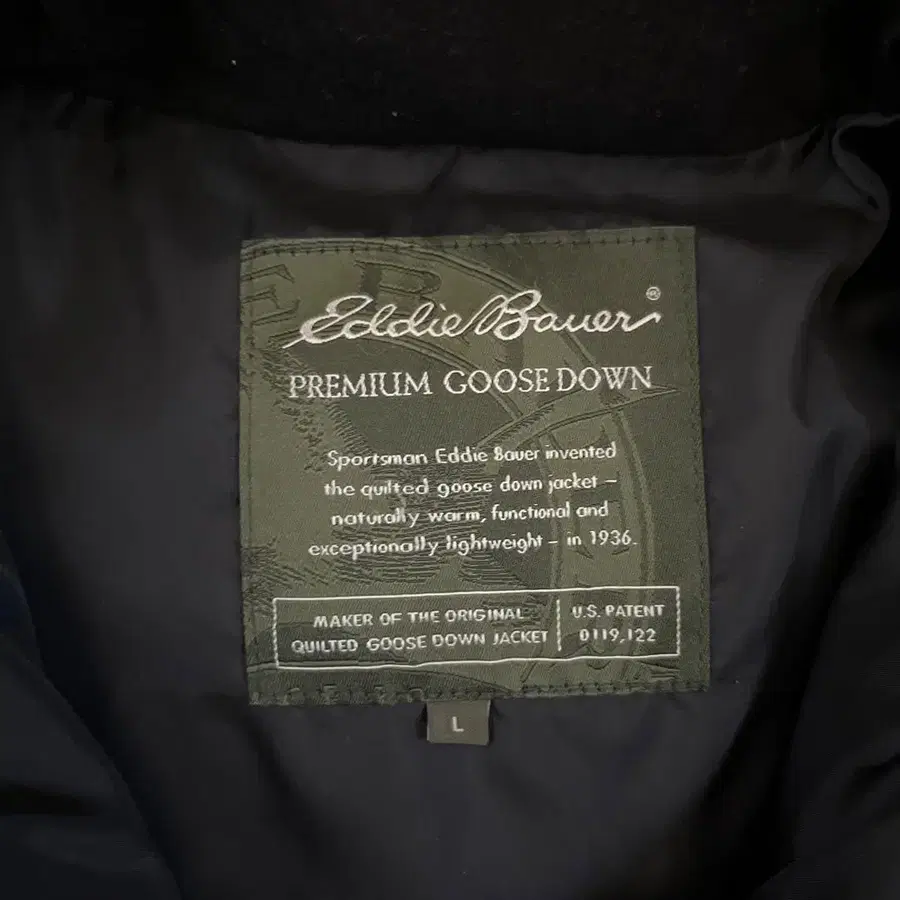 Eddie Bauer®
PREMIUM GOOSE DOWN
Sportsman Eddie Bauer invented
the quilted goose down jacket –
naturally warm, functional and
exceptionally lightweight – in 1936.
MAKER OF THE ORIGINAL
QUILTED GOOSE DOWN JACKET
U.S. PATENT
0119,122
L